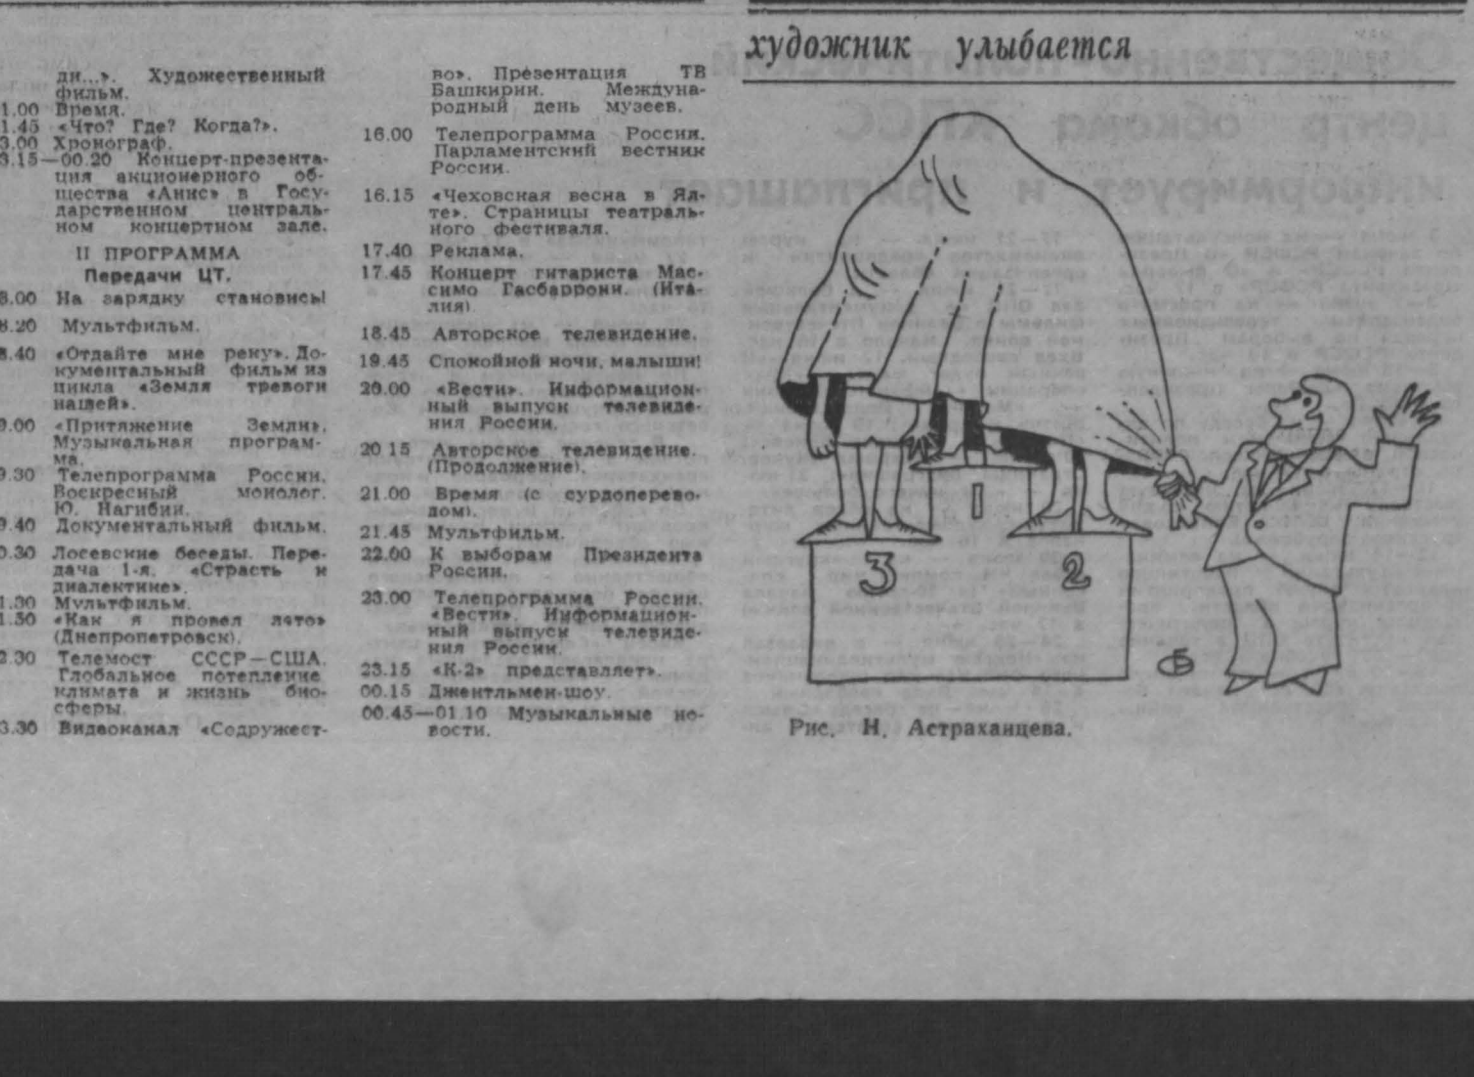 ди...». Художественный
фильм.
1.00 Время.
1.45 «Что? Где? Когда?».
3.00 Хронограф.
3.15—00.20 Концерт-презента-
ция акционерного об-
щества «Анис» в Госу-
дарственном централь-
ном концертном зале.
II ПРОГРАММА
Передачи ЦТ.
8.00 На зарядку становись!
8.20 Мультфильм.
8.40 «Отдайте мне реку». До-
кументальный фильм из
цикла «Земля тревоги
нашей».
9.00 «Притяжение Земли».
Музыкальная програм-
ма.
9.30 Телепрограмма России.
Воскресный монолог.
Ю. Нагибин.
9.40 Документальный фильм.
0.30 Лосевские беседы. Пере-
дача 1-я. «Страсть к
диалектике».
1.30 Мультфильм.
1.50 «Как я провел лето»
(Днепропетровск).
2.30 Телемост СССР—США.
Глобальное потепление
климата и жизнь био-
сферы.
3.30 Видеоканал «Содружест-
во». Презентация ТВ
Башкирии. Междуна-
родный день музеев.
16.00 Телепрограмма России.
Парламентский вестник
России.
16.15 «Чеховская весна в Ял-
те». Страницы театраль-
ного фестиваля.
17.40 Реклама.
17.45 Концерт гитариста Мас-
симо Гасбаррони. (Ита-
лия)
18.45 Авторское телевидение.
19.45 Спокойной ночи, малыши!
20.00 «Вести». Информацион-
ный выпуск телевиде-
ния России.
20 15 Авторское телевидение.
(Продолжение).
21.00 Время (с сурдоперево-
дом).
21.45 Мультфильм.
22.00 К выборам Президента
России.
23.00 Телепрограмма России.
«Вести». Информацион-
ный выпуск телевиде-
ния России.
23.15 «К-2» представляет».
00.15 Джентльмен-шоу.
00.45—01.10 Музыкальные но-
вости.
художник улыбается
1
3 2
Рис. Н. Астраханцева.